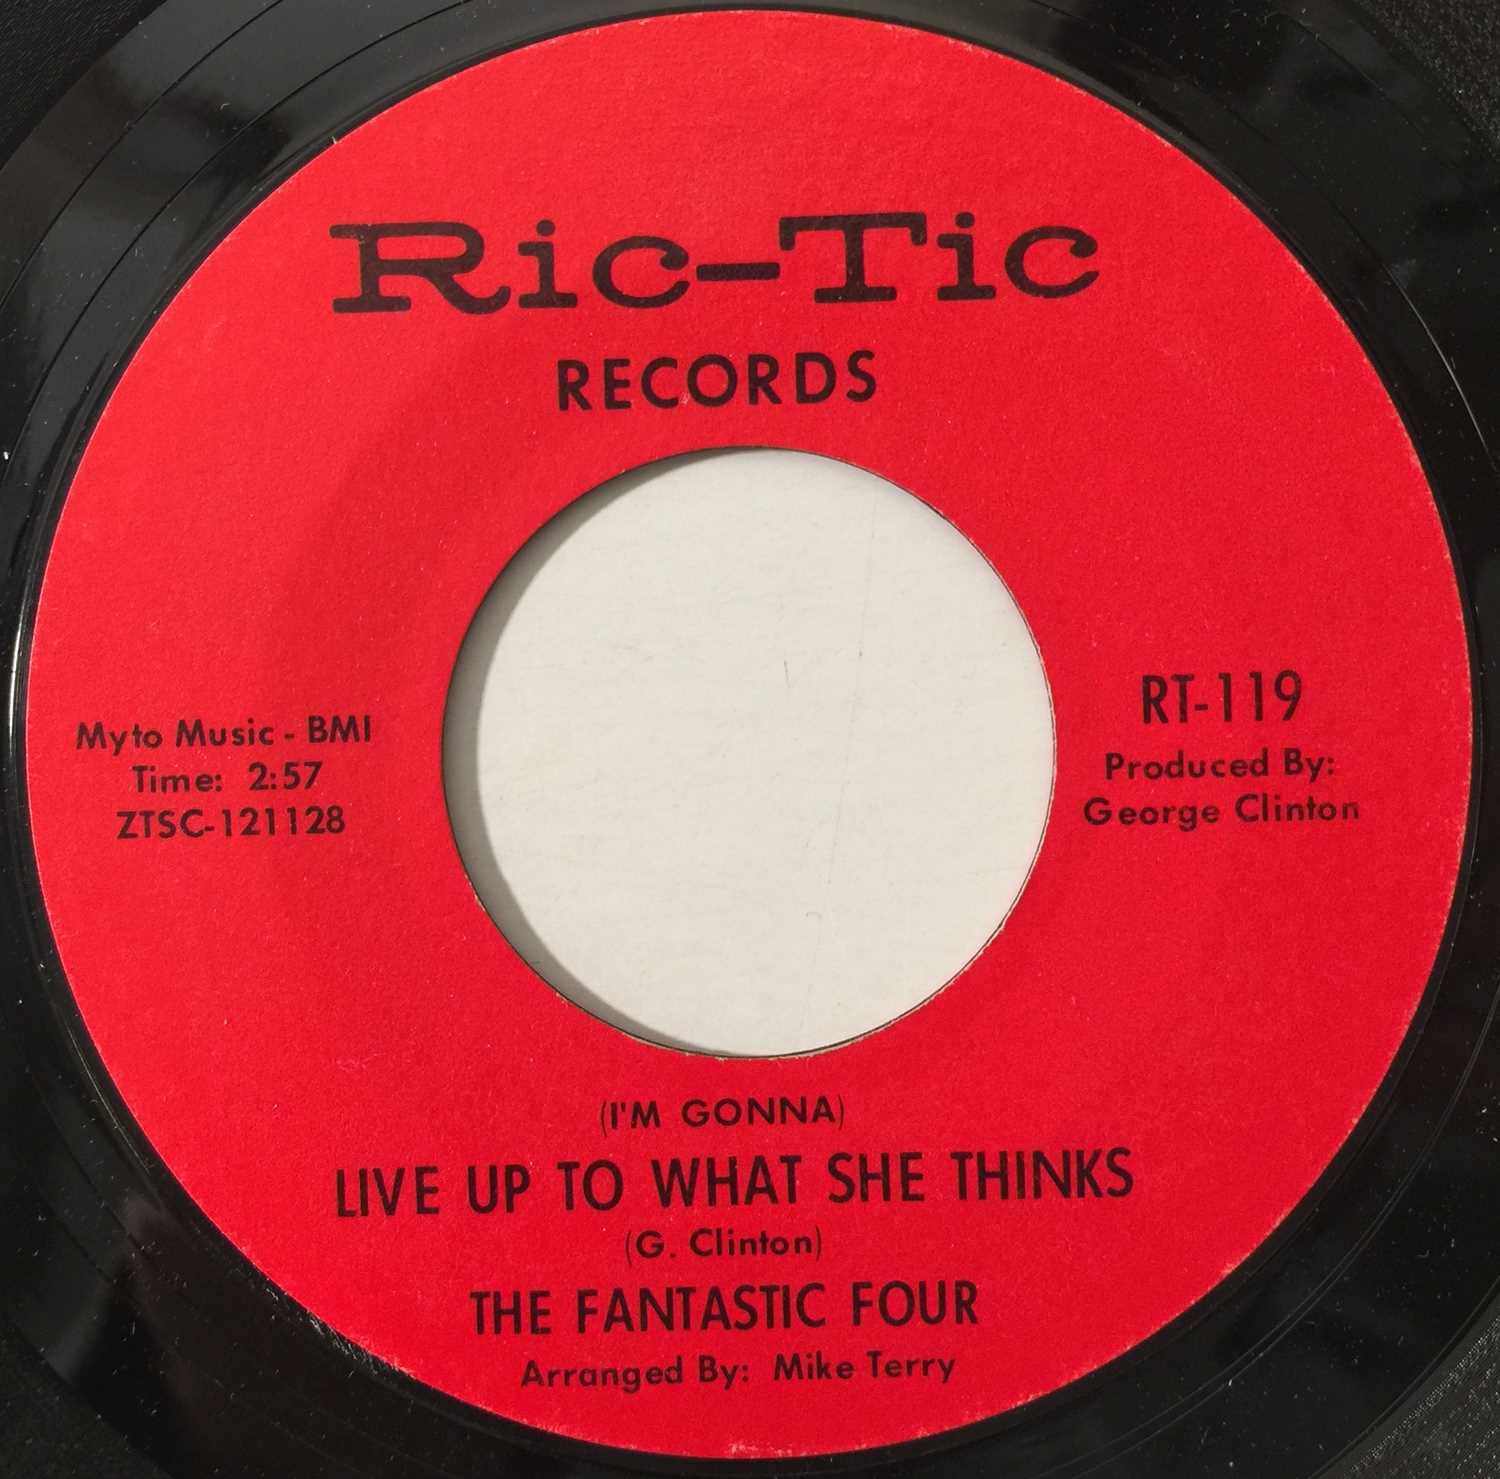 Ric-Tic
RECORDS
Myto Music - BMI
Time: 2:57
ZTSC-121128
RT-119
Produced By:
George Clinton
(I'M GONNA)
LIVE UP TO WHAT SHE THINKS
(G. Clinton)
THE FANTASTIC FOUR
Arranged By: Mike Terry